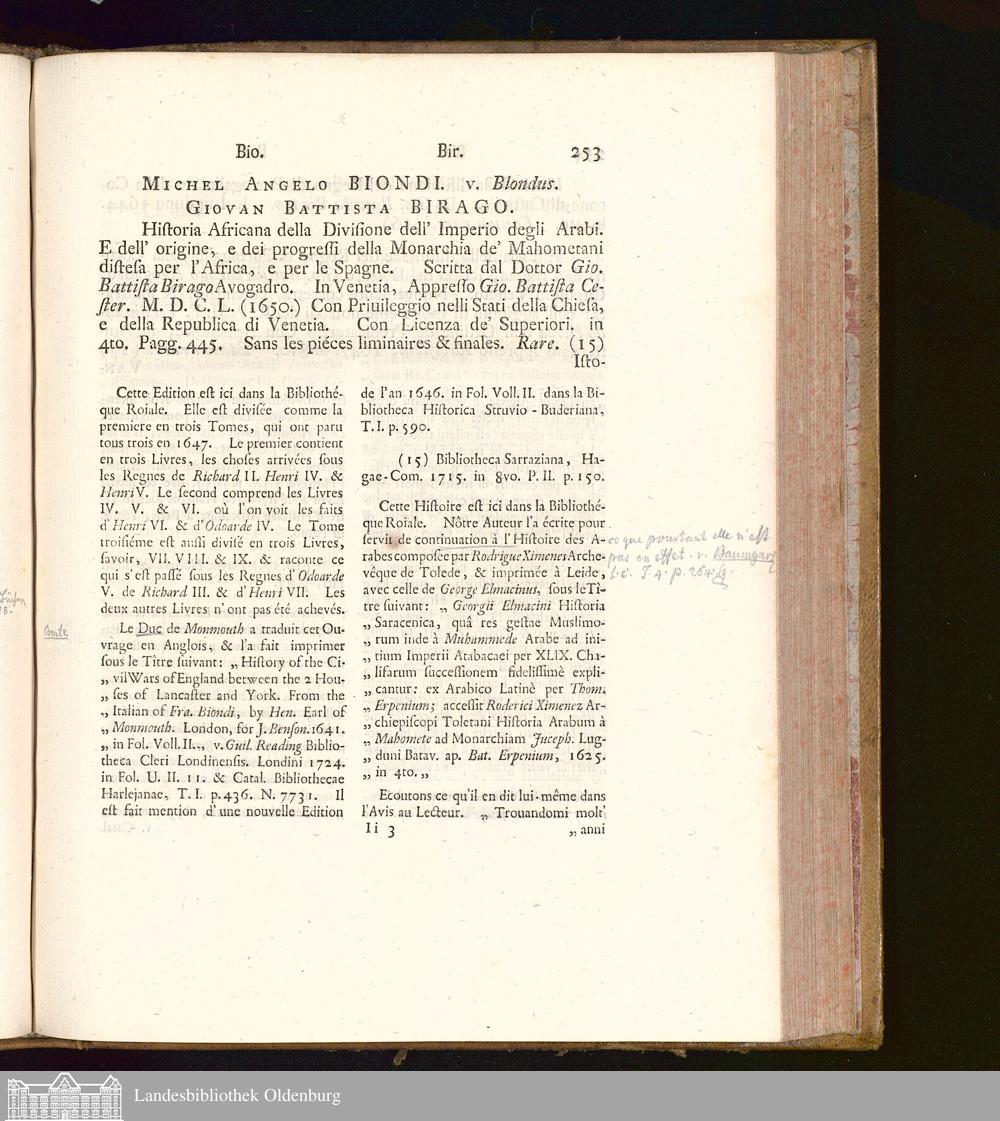 Bio. Bir. 253
MICHEL ANGELO BIONDI. v. Blondus.
GIOVAN BATTISTA BIRAGO.
Hiſtoria Africana della Diviſione dell' Imperio degli Arabi.
E dell' origine, e dei progreſſi della Monarchia de' Mahometani
diſteſa per l'Africa, e per le Spagne. Scritta dal Dottor Gio.
Battiſta Birago Avogadro. In Venetia, Appreſſo Gio. Battiſta Ce-
ſter. M. D. C. L. (1650.) Con Priuileggio nelli Stati della Chieſa,
e della Republica di Venetia. Con Licenza de' Superiori. in
4to. Pagg. 445. Sans les piéces liminaires & finales. Rare. (15)
Iſto-
Cette Edition eſt ici dans la Bibliothé-
que Roiale. Elle eſt diviſée comme la
premiere en trois Tomes, qui ont paru
tous trois en 1647. Le premier contient
en trois Livres, les choſes arrivées ſous
les Regnes de Richard II. Henri IV. &
Henri V. Le ſecond comprend les Livres
IV. V. & VI. où l'on voit les faits
d'Henri VI. & d'Odoarde IV. Le Tome
troiſiéme eſt auſſi diviſé en trois Livres,
ſavoir, VII. VIII. & IX. & raconte ce
qui s'eſt paſſé ſous les Regnes d'Odoarde
V. de Richard III. & d'Henri VII. Les
deux autres Livres n'ont pas été achevés.
Comte
Le Duc de Monmouth a traduit cet Ou-
vrage en Anglois, & l'a fait imprimer
ſous le Tître ſuivant: „ Hiſtory of the Ci-
„ vil Wars of England between the 2 Hou-
„ ſes of Lancaſter and York. From the
„ Italian of Fra. Biondi, by Hen. Earl of
„ Monmouth. London, for J. Benſon. 1641.
„ in Fol. Voll. II.„, v. Guil. Reading Biblio-
theca Cleri Londinenſis. Londini 1724.
in Fol. U. II. 11. & Catal. Bibliothecae
Harlejanae, T. I. p. 436. N. 7731. Il
eſt fait mention d'une nouvelle Edition
de l'an 1646. in Fol. Voll. II. dans la Bi-
bliotheca Hiſtorica Struvio - Buderiana,
T. I. p. 590.
(15) Bibliotheca Sarraziana, Ha-
gae-Com. 1715. in 8vo. P. II. p. 150.
Cette Hiſtoire eſt ici dans la Bibliothé-
que Roiale. Nôtre Auteur l'a écrite pour
ſervir de continuation à l'Hiſtoire des A-
rabes compoſée par Rodrigue Ximenes Arche-
vêque de Tolede, & imprimée à Leide,
avec celle de George Elmacinus, ſous le Ti-
tre ſuivant: „ Georgii Elmacini Hiſtoria
„ Saracenica, quâ res geſtae Muslimo-
„ rum inde à Muhammede Arabe ad ini-
„ tium Imperii Atabacaei per XLIX. Cha-
„ lifarum ſucceſſionem fideliſſimè expli-
„ cantur: ex Arabico Latinè per Thom.
„ Erpenium; acceſſit Roderici Ximenez Ar-
„ chiepiſcopi Toletani Hiſtoria Arabum à
„ Mahomete ad Monarchiam Juceph. Lug-
„ duni Batav. ap. Bat. Erpenium, 1625.
„ in 4to. „
Ecoutons ce qu'il en dit lui-même dans
l'Avis au Lecteur. „ Trouandomi molt'
Ii 3 „ anni
ce que pourtant elle n'eſt
pas en effet. v. Baumgart
l. c. T. 4. p. 264
Landesbibliothek Oldenburg